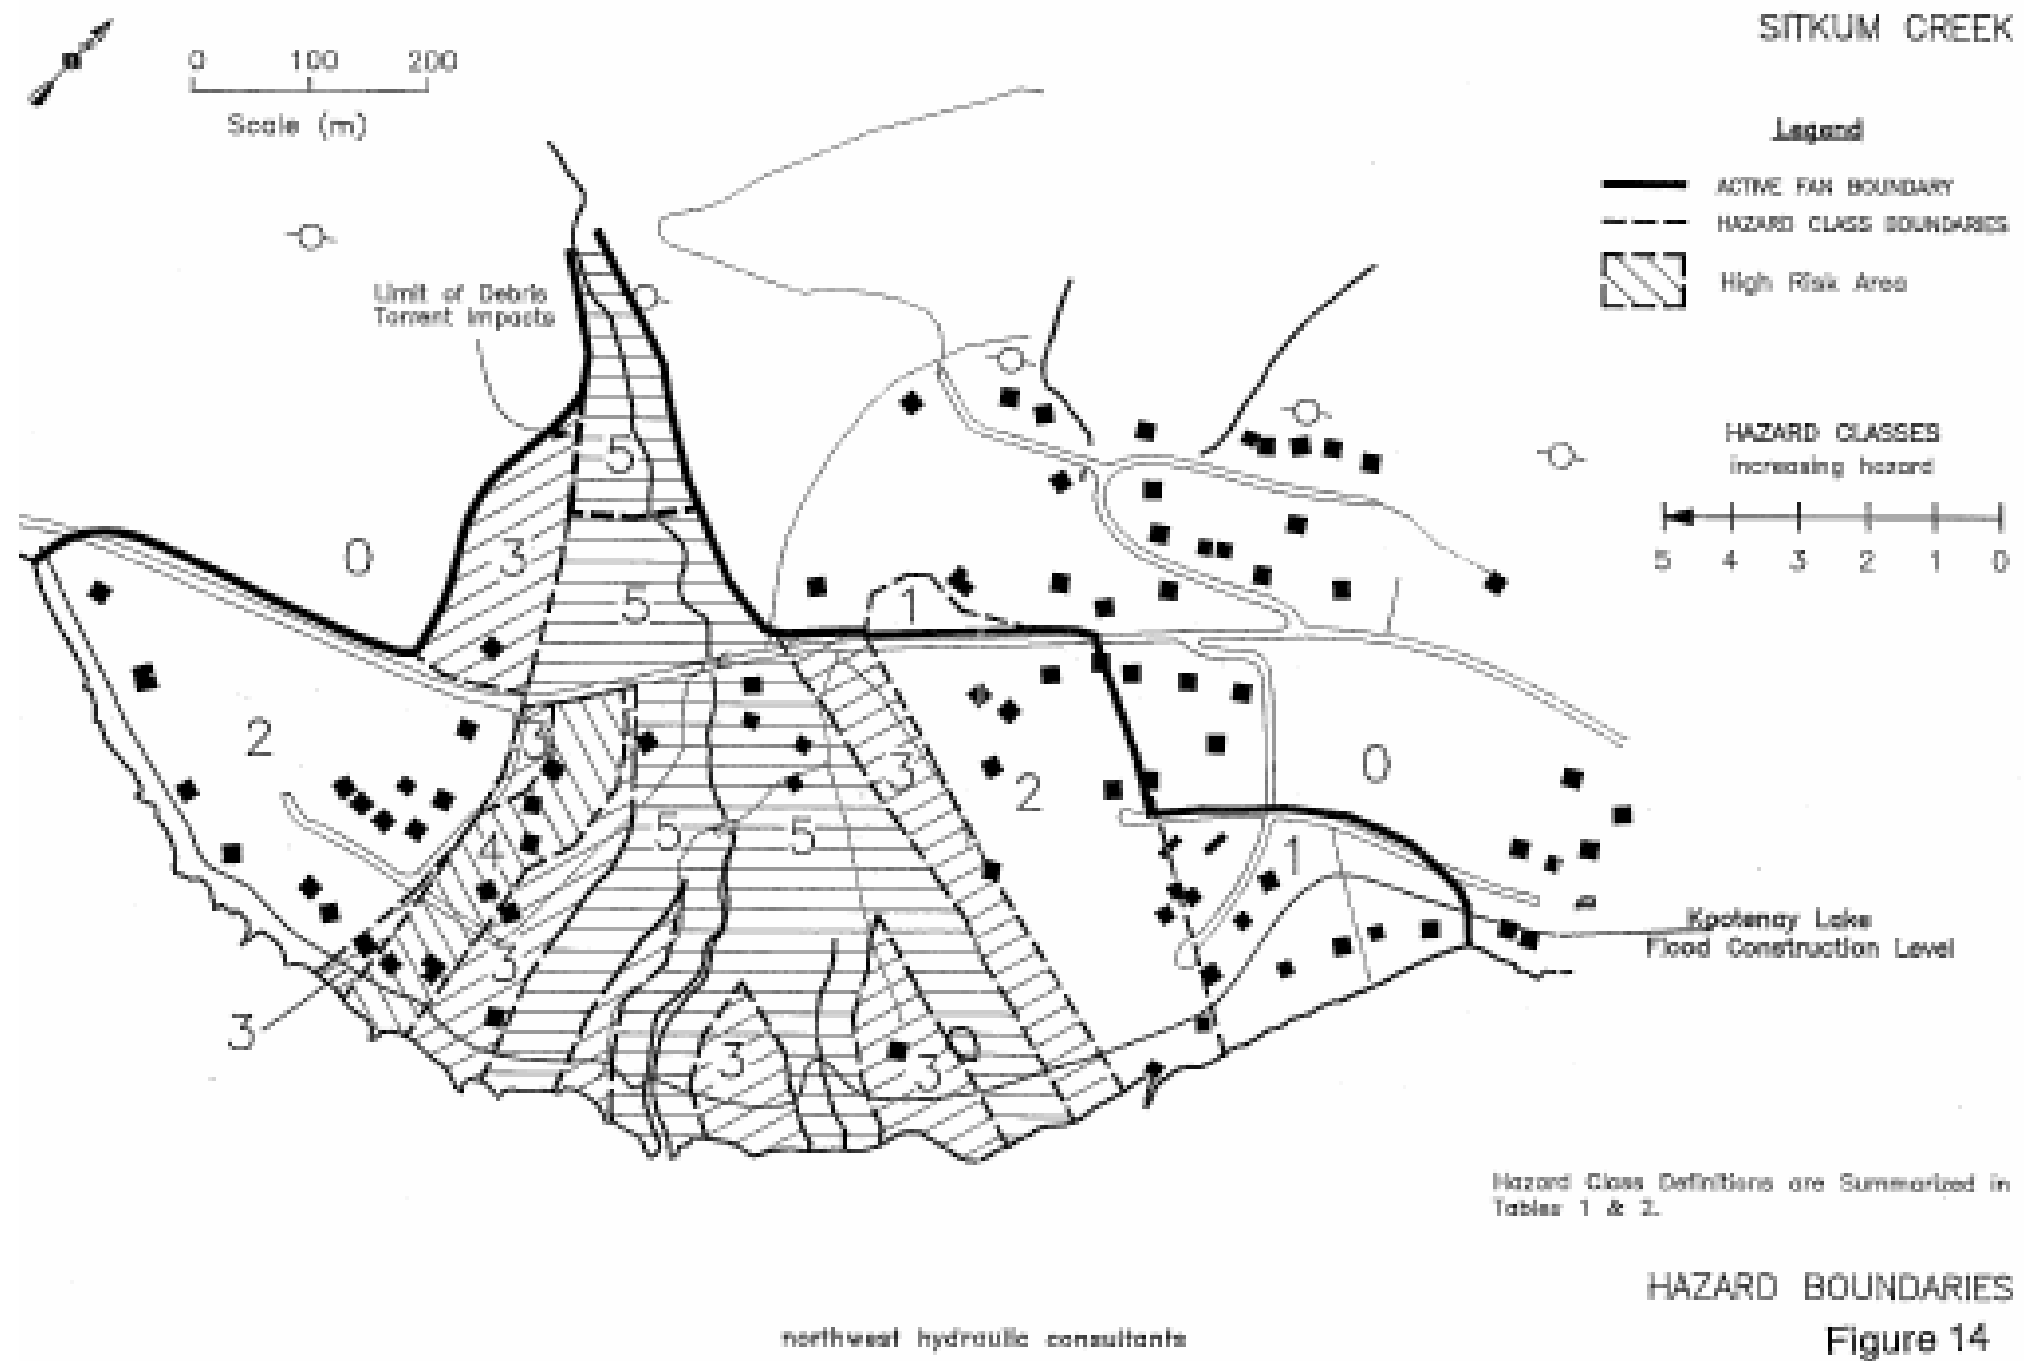 SITKUM CREEK
0 100 200
Scale (m)
Legend
ACTIVE FAN BOUNDARY
HAZARD CLASS BOUNDARIES
High Risk Area
Limit of Debris
Torrent Impacts
HAZARD CLASSES
increasing hazard
5 4 3 2 1 0
5
0
3
5
1
2
3
3
2
0
4
5
5
1
3
Kootenay Lake
Flood Construction Level
3
3
3
Hazard Class Definitions are Summarized in
Tables 1 & 2.
HAZARD BOUNDARIES
northwest hydraulic consultants
Figure 14